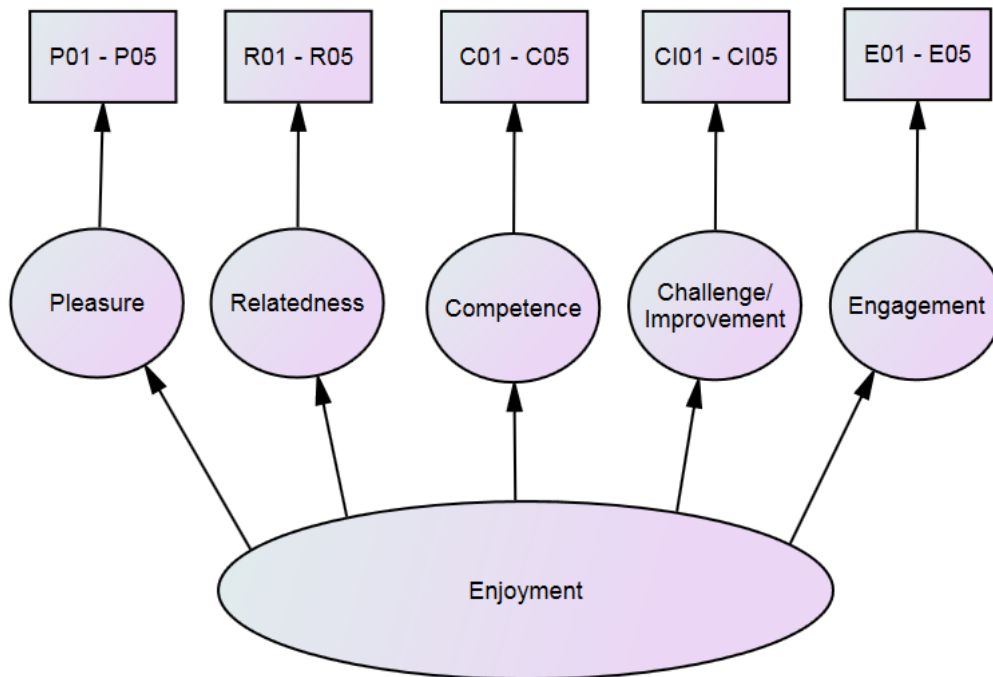 P01 - P05
R01 - R05
C01 - C05
CI01 - CI05
E01 - E05
Pleasure
Relatedness
Competence
Challenge/
Improvement
Engagement
Enjoyment